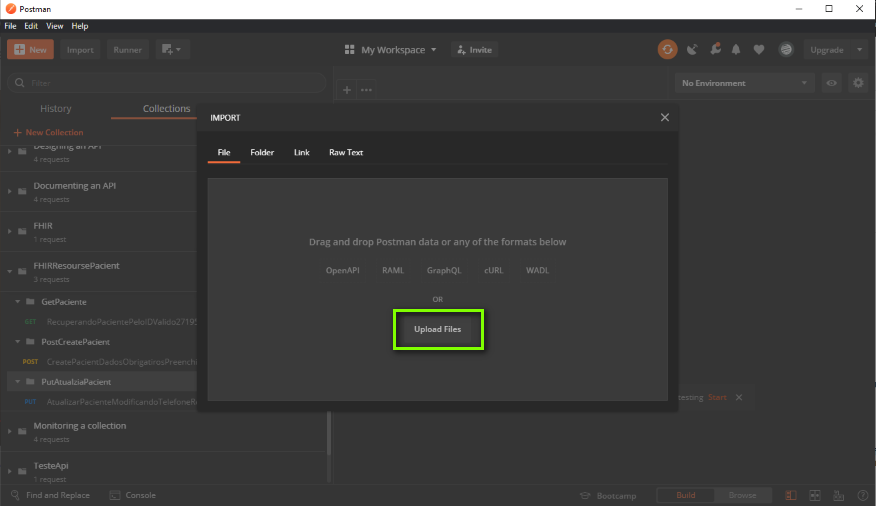 Postman
File Edit View Help
New Import Runner My Workspace Invite Upgrade
Filter No Environment
History Collections
New Collection
IMPORT
File Folder Link Raw Text
Designing an API
4 requests
Documenting an API
4 requests
FHIR
1 request
FHIRResoursePacient
3 requests
GetPaciente
GET RecuperandoPacientePeloIDValido27195
PostCreatePacient
POST CreatePacientDadosObrigatirosPreenchi
PutAtualziaPacient
PUT AtualizarPacienteModificendoTelefoneR
Monitoring a collection
4 requests
TesteApi
1 request
Drag and drop Postman data or any of the formats below
OpenAPI RAML GraphQL cURL WADL
OR
Upload Files
testing Start
Find and Replace Console Bootcamp Build Browse